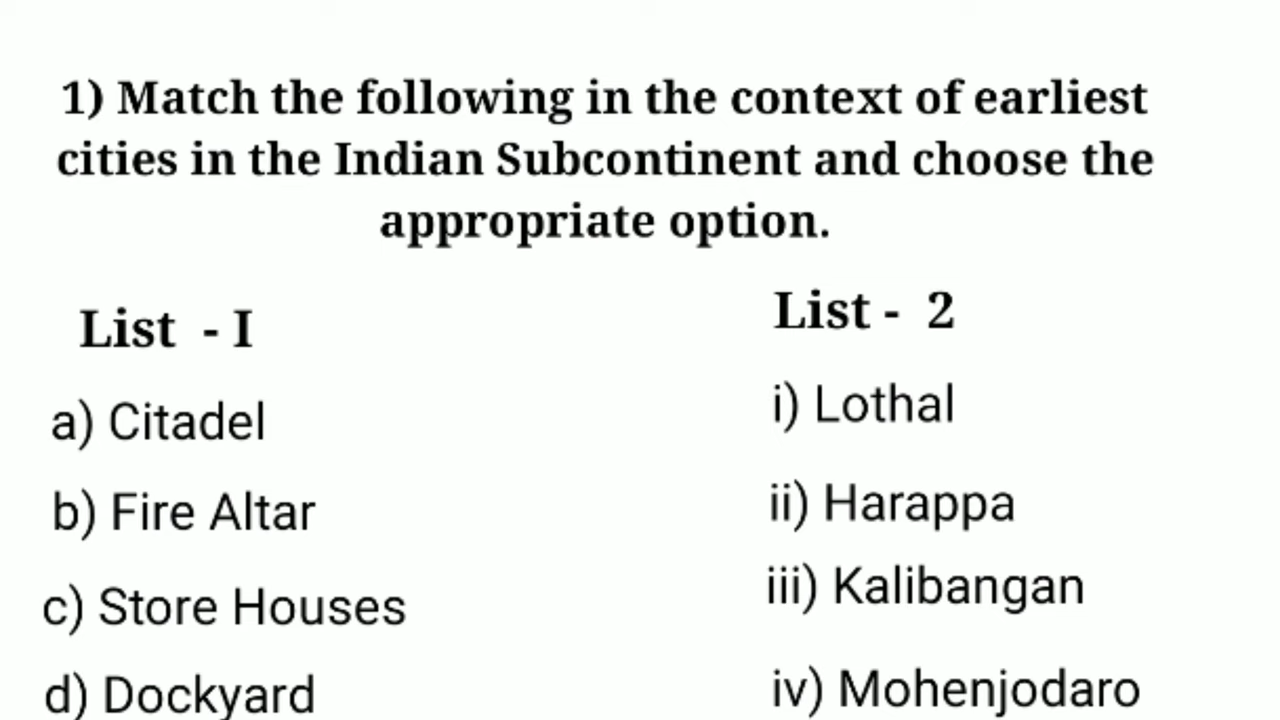 1) Match the following in the context of earliest
cities in the Indian Subcontinent and choose the
appropriate option.
List - I
a) Citadel
b) Fire Altar
c) Store Houses
d) Dockyard
List - 2
i) Lothal
ii) Harappa
iii) Kalibangan
iv) Mohenjodaro